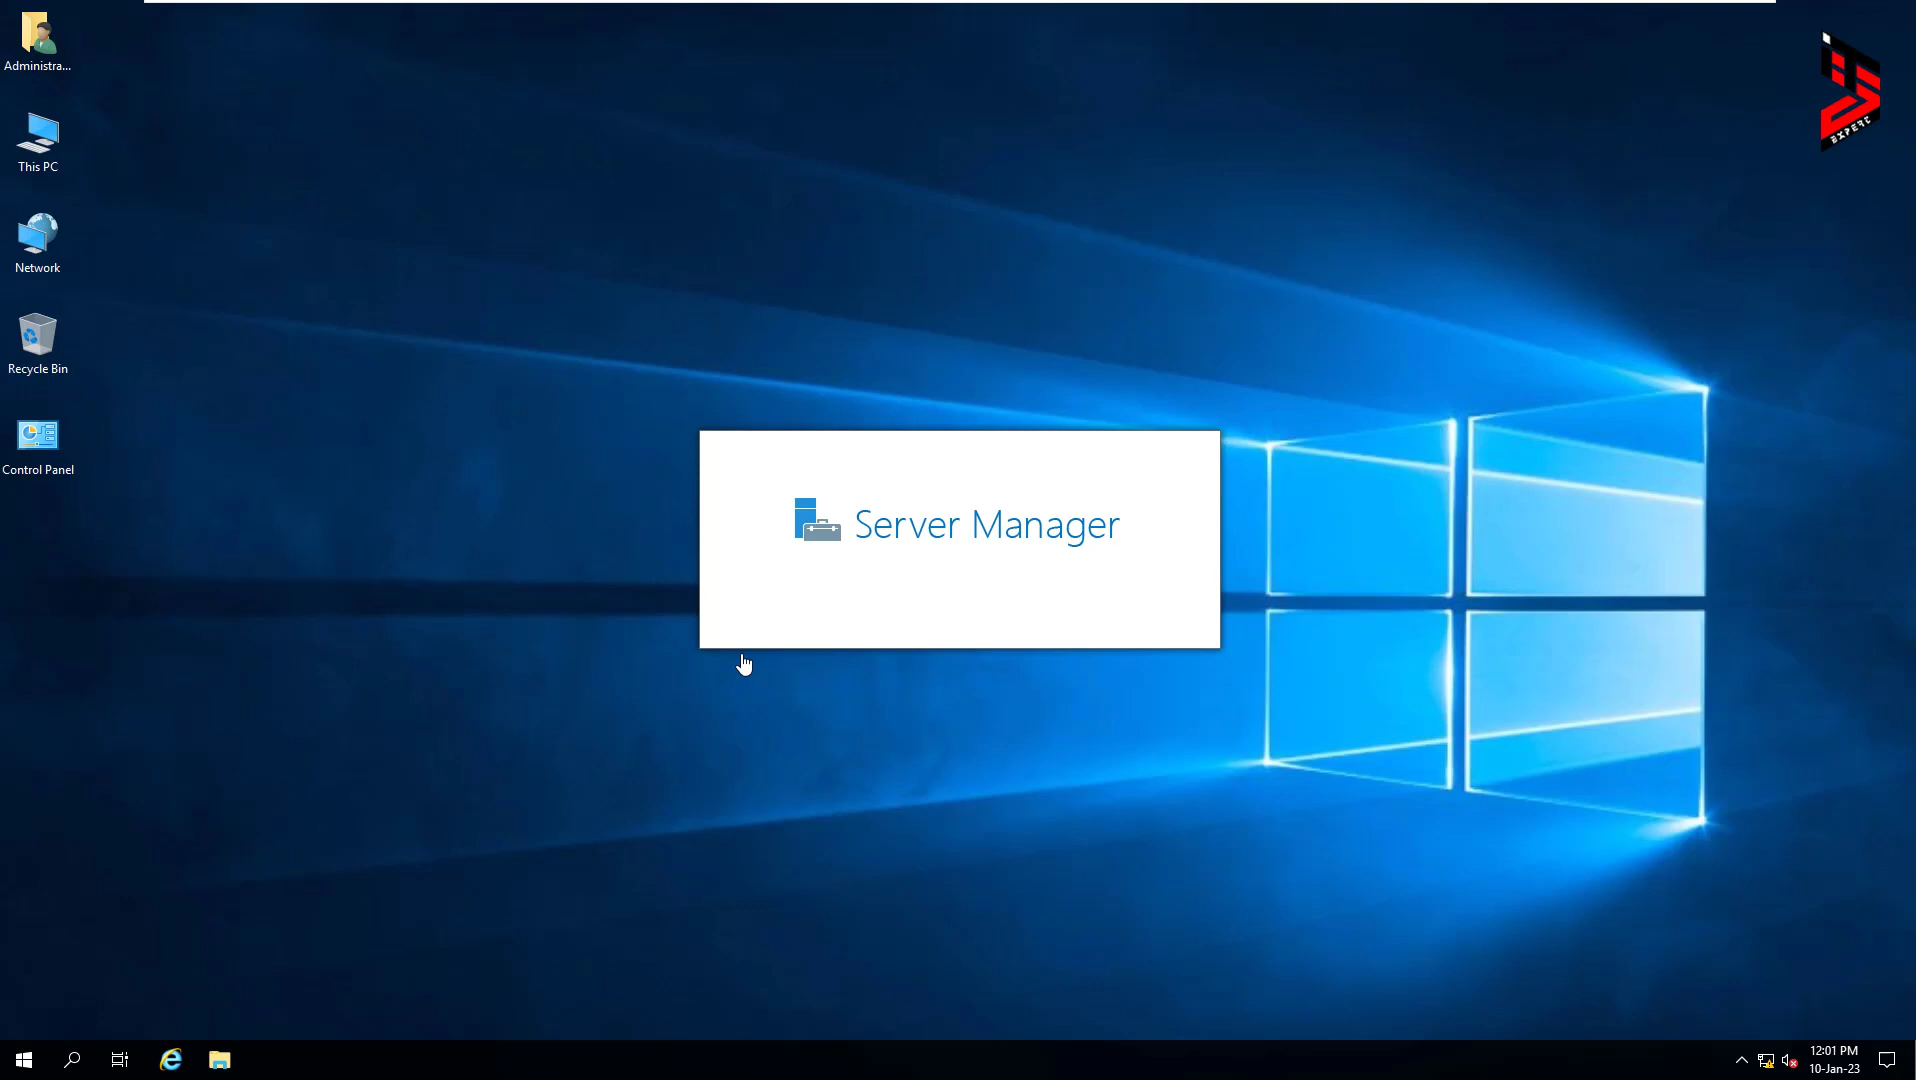 Administra...
This PC
Network
Recycle Bin
Control Panel
Server Manager
EXPERT
12:01 PM
10-Jan-23